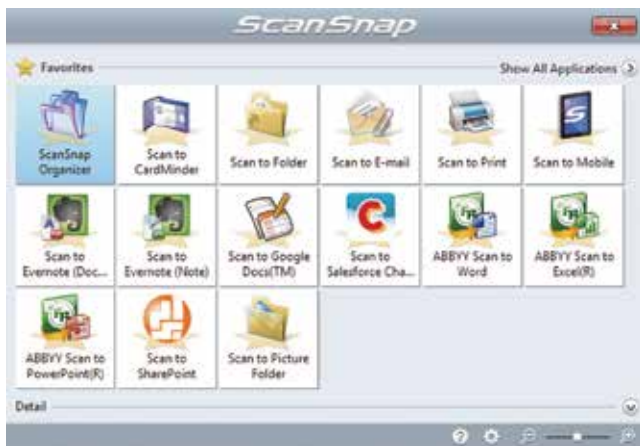 ScanSnap
Favorites
Show All Applications
ScanSnap
Organizer
Scan to
CardMinder
Scan to Folder
Scan to E-mail
Scan to Print
Scan to Mobile
Scan to
Evernote (Doc...
Scan to
Evernote (Note)
Scan to Google
Docs(TM)
Scan to
Salesforce Cha...
ABBYY Scan to
Word
ABBYY Scan to
Excel(R)
ABBYY Scan to
PowerPoint(R)
Scan to
SharePoint
Scan to Picture
Folder
Detail